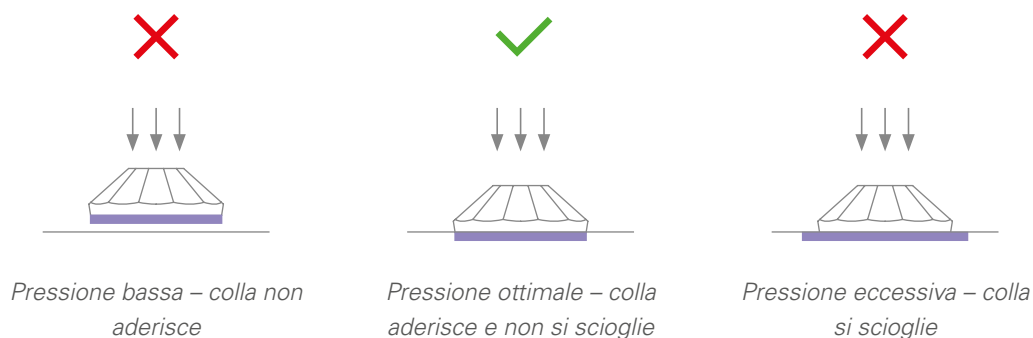 Pressione bassa – colla non
aderisce
Pressione ottimale – colla
aderisce e non si scioglie
Pressione eccessiva – colla
si scioglie